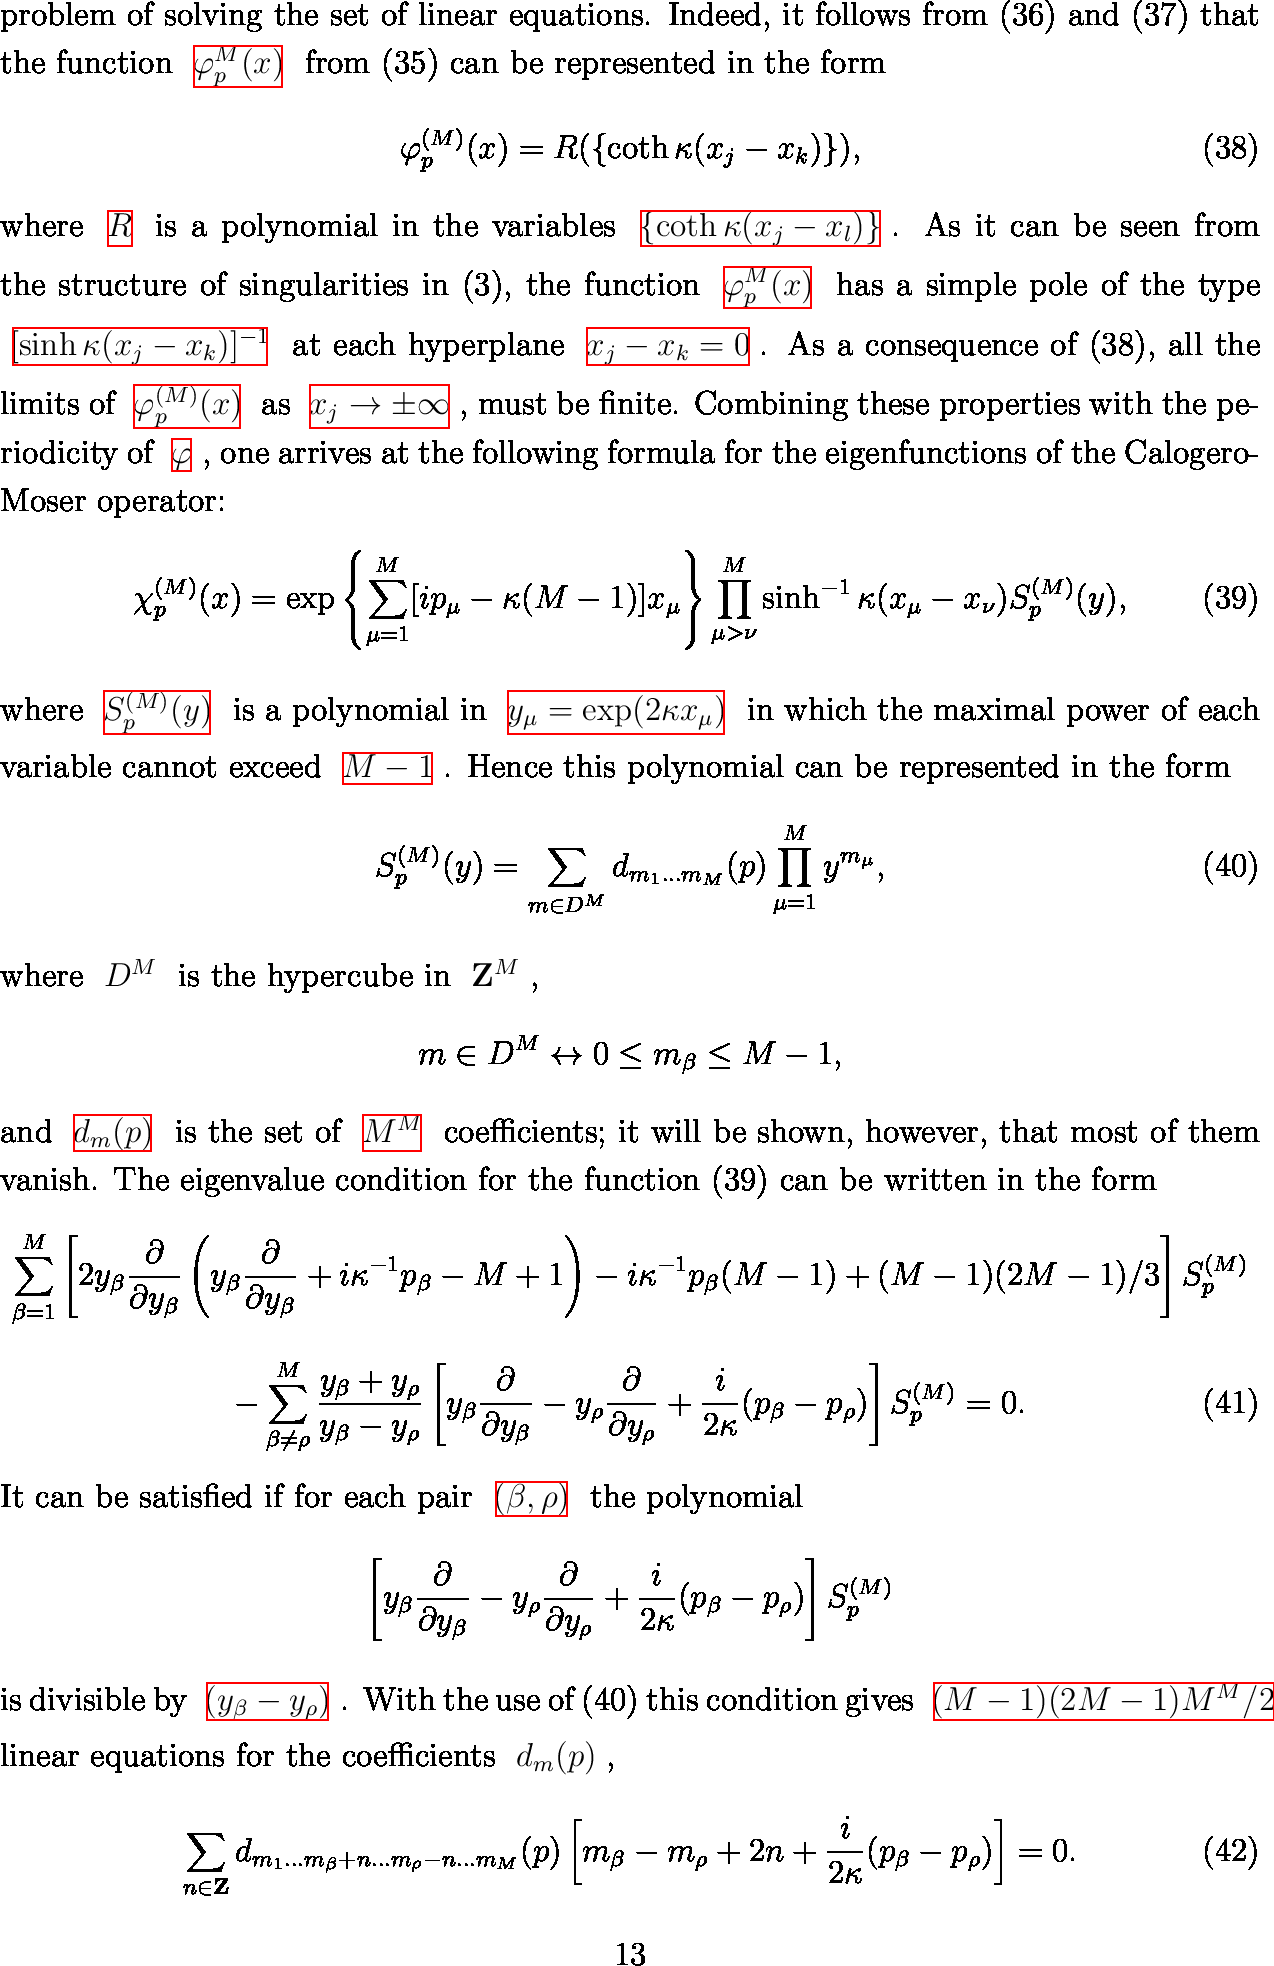 problem of solving the set of linear equations. Indeed, it follows from (36) and (37) that
the function $\varphi_p^M(x)$ from (35) can be represented in the form
$$\varphi_p^{(M)}(x) = R(\{\coth \kappa(x_j - x_k)\}), \quad (38)$$
where $R$ is a polynomial in the variables $\{\coth \kappa(x_j - x_l)\}$ . As it can be seen from
the structure of singularities in (3), the function $\varphi_p^M(x)$ has a simple pole of the type
$[\sinh \kappa(x_j - x_k)]^{-1}$ at each hyperplane $x_j - x_k = 0$ . As a consequence of (38), all the
limits of $\varphi_p^{(M)}(x)$ as $x_j \to \pm\infty$ , must be finite. Combining these properties with the pe-
riodicity of $\varphi$ , one arrives at the following formula for the eigenfunctions of the Calogero-
Moser operator:
$$\chi_p^{(M)}(x) = \exp\left\{\sum_{\mu=1}^{M}[ip_\mu - \kappa(M-1)]x_\mu\right\}\prod_{\mu>\nu}^{M}\sinh^{-1}\kappa(x_\mu - x_\nu)S_p^{(M)}(y), \quad (39)$$
where $S_p^{(M)}(y)$ is a polynomial in $y_\mu = \exp(2\kappa x_\mu)$ in which the maximal power of each
variable cannot exceed $M - 1$ . Hence this polynomial can be represented in the form
$$S_p^{(M)}(y) = \sum_{m \in D^M} d_{m_1...m_M}(p)\prod_{\mu=1}^{M} y^{m_\mu}, \quad (40)$$
where $D^M$ is the hypercube in $\mathbf{Z}^M$ ,
$$m \in D^M \leftrightarrow 0 \leq m_\beta \leq M - 1,$$
and $d_m(p)$ is the set of $M^M$ coefficients; it will be shown, however, that most of them
vanish. The eigenvalue condition for the function (39) can be written in the form
$$\sum_{\beta=1}^{M}\left[2y_\beta\frac{\partial}{\partial y_\beta}\left(y_\beta\frac{\partial}{\partial y_\beta} + i\kappa^{-1}p_\beta - M + 1\right) - i\kappa^{-1}p_\beta(M-1) + (M-1)(2M-1)/3\right]S_p^{(M)}$$
$$-\sum_{\beta\neq\rho}^{M}\frac{y_\beta + y_\rho}{y_\beta - y_\rho}\left[y_\beta\frac{\partial}{\partial y_\beta} - y_\rho\frac{\partial}{\partial y_\rho} + \frac{i}{2\kappa}(p_\beta - p_\rho)\right]S_p^{(M)} = 0. \quad (41)$$
It can be satisfied if for each pair $(\beta, \rho)$ the polynomial
$$\left[y_\beta\frac{\partial}{\partial y_\beta} - y_\rho\frac{\partial}{\partial y_\rho} + \frac{i}{2\kappa}(p_\beta - p_\rho)\right]S_p^{(M)}$$
is divisible by $(y_\beta - y_\rho)$ . With the use of (40) this condition gives $(M-1)(2M-1)M^M/2$
linear equations for the coefficients $d_m(p)$ ,
$$\sum_{n \in \mathbf{Z}} d_{m_1...m_\beta+n...m_\rho-n...m_M}(p)\left[m_\beta - m_\rho + 2n + \frac{i}{2\kappa}(p_\beta - p_\rho)\right] = 0. \quad (42)$$
13